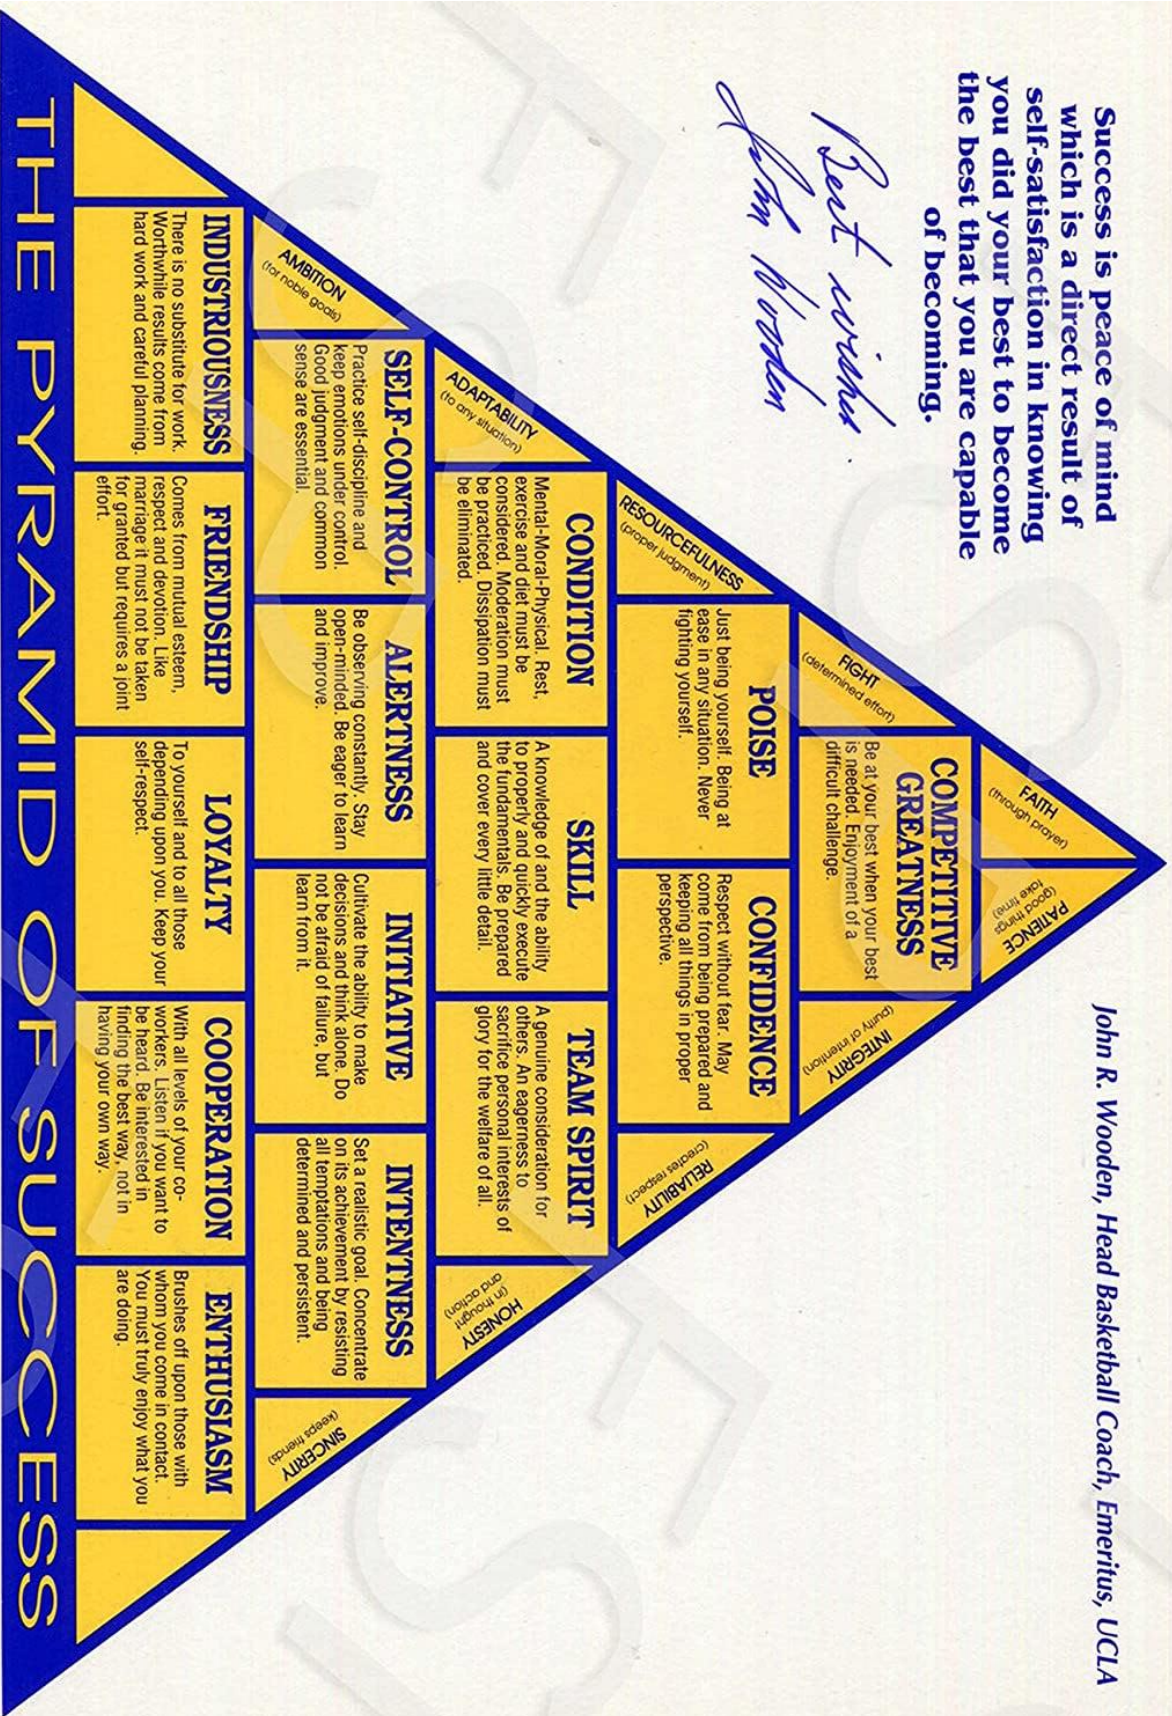 Success is peace of mind
which is a direct result of
self-satisfaction in knowing
you did your best to become
the best that you are capable
of becoming.
John R. Wooden, Head Basketball Coach, Emeritus, UCLA
Best wishes
John Wooden
FAITH
(through prayer)
PATIENCE
(good things
take time)
FIGHT
(determined effort)
COMPETITIVE
GREATNESS
Be at your best when your best
is needed. Enjoyment of a
difficult challenge.
INTEGRITY
(purity of intention)
RESOURCEFULNESS
(proper judgment)
POISE
Just being yourself. Being at
ease in any situation. Never
fighting yourself.
CONFIDENCE
Respect without fear. May
come from being prepared and
keeping all things in proper
perspective.
RELIABILITY
(creates respect)
ADAPTABILITY
(to any situation)
CONDITION
Mental-Moral-Physical. Rest,
exercise and diet must be
considered. Moderation must
be practiced. Dissipation must
be eliminated.
SKILL
A knowledge of and the ability
to properly and quickly execute
the fundamentals. Be prepared
and cover every little detail.
TEAM SPIRIT
A genuine consideration for
others. An eagerness to
sacrifice personal interests of
glory for the welfare of all.
HONESTY
(in thought
and action)
AMBITION
(for noble goals)
SELF-CONTROL
Practice self-discipline and
keep emotions under control.
Good judgment and common
sense are essential.
ALERTNESS
Be observing constantly. Stay
open-minded. Be eager to learn
and improve.
INITIATIVE
Cultivate the ability to make
decisions and think alone. Do
not be afraid of failure, but
learn from it.
INTENTNESS
Set a realistic goal. Concentrate
on its achievement by resisting
all temptations and being
determined and persistent.
SINCERITY
(keeps friends)
INDUSTRIOUSNESS
There is no substitute for work.
Worthwhile results come from
hard work and careful planning.
FRIENDSHIP
Comes from mutual esteem,
respect and devotion. Like
marriage it must not be taken
for granted but requires a joint
effort.
LOYALTY
To yourself and to all those
depending upon you. Keep your
self-respect.
COOPERATION
With all levels of your co-
workers. Listen if you want to
be heard. Be interested in
finding the best way, not in
having your own way.
ENTHUSIASM
Brushes off upon those with
whom you come in contact.
You must truly enjoy what you
are doing.
THE PYRAMID OF SUCCESS